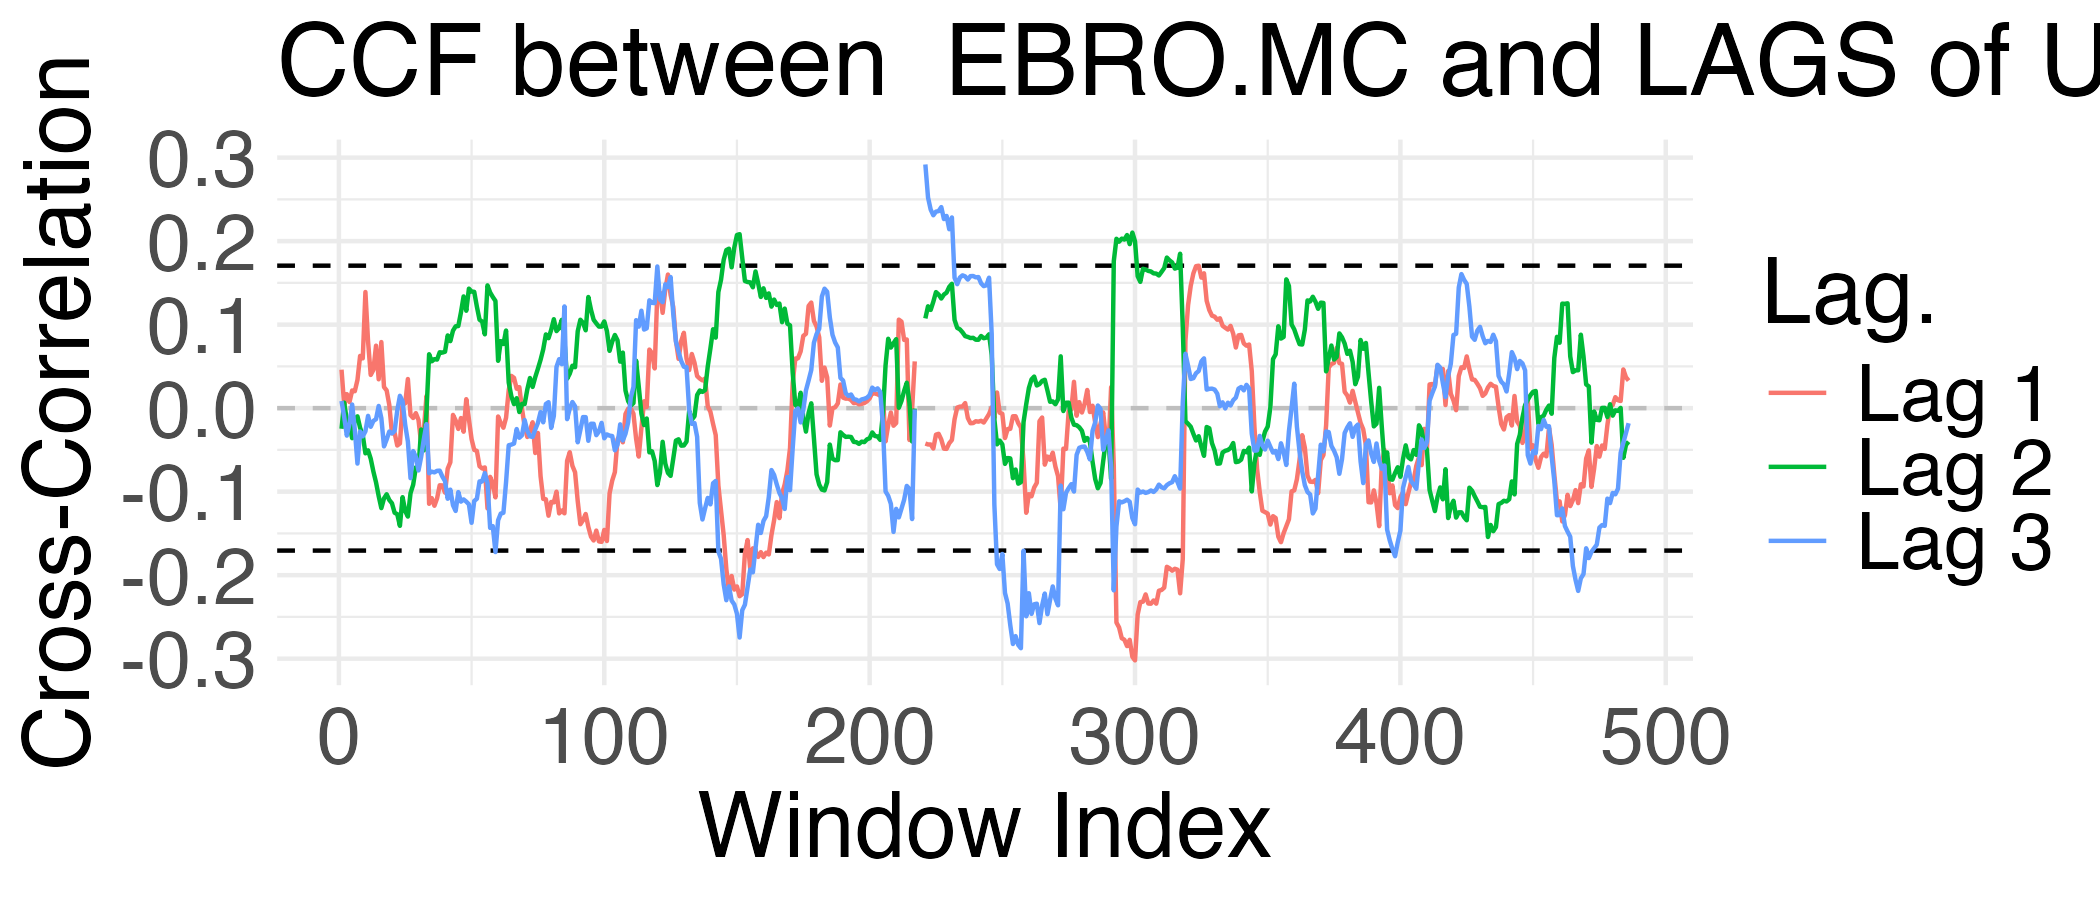 CCF between  EBRO.MC and LAGS of U
Cross-Correlation
0.3
0.2
0.1
0.0
-0.1
-0.2
-0.3
0 100 200 300 400 500
Window Index
Lag.
Lag 1
Lag 2
Lag 3